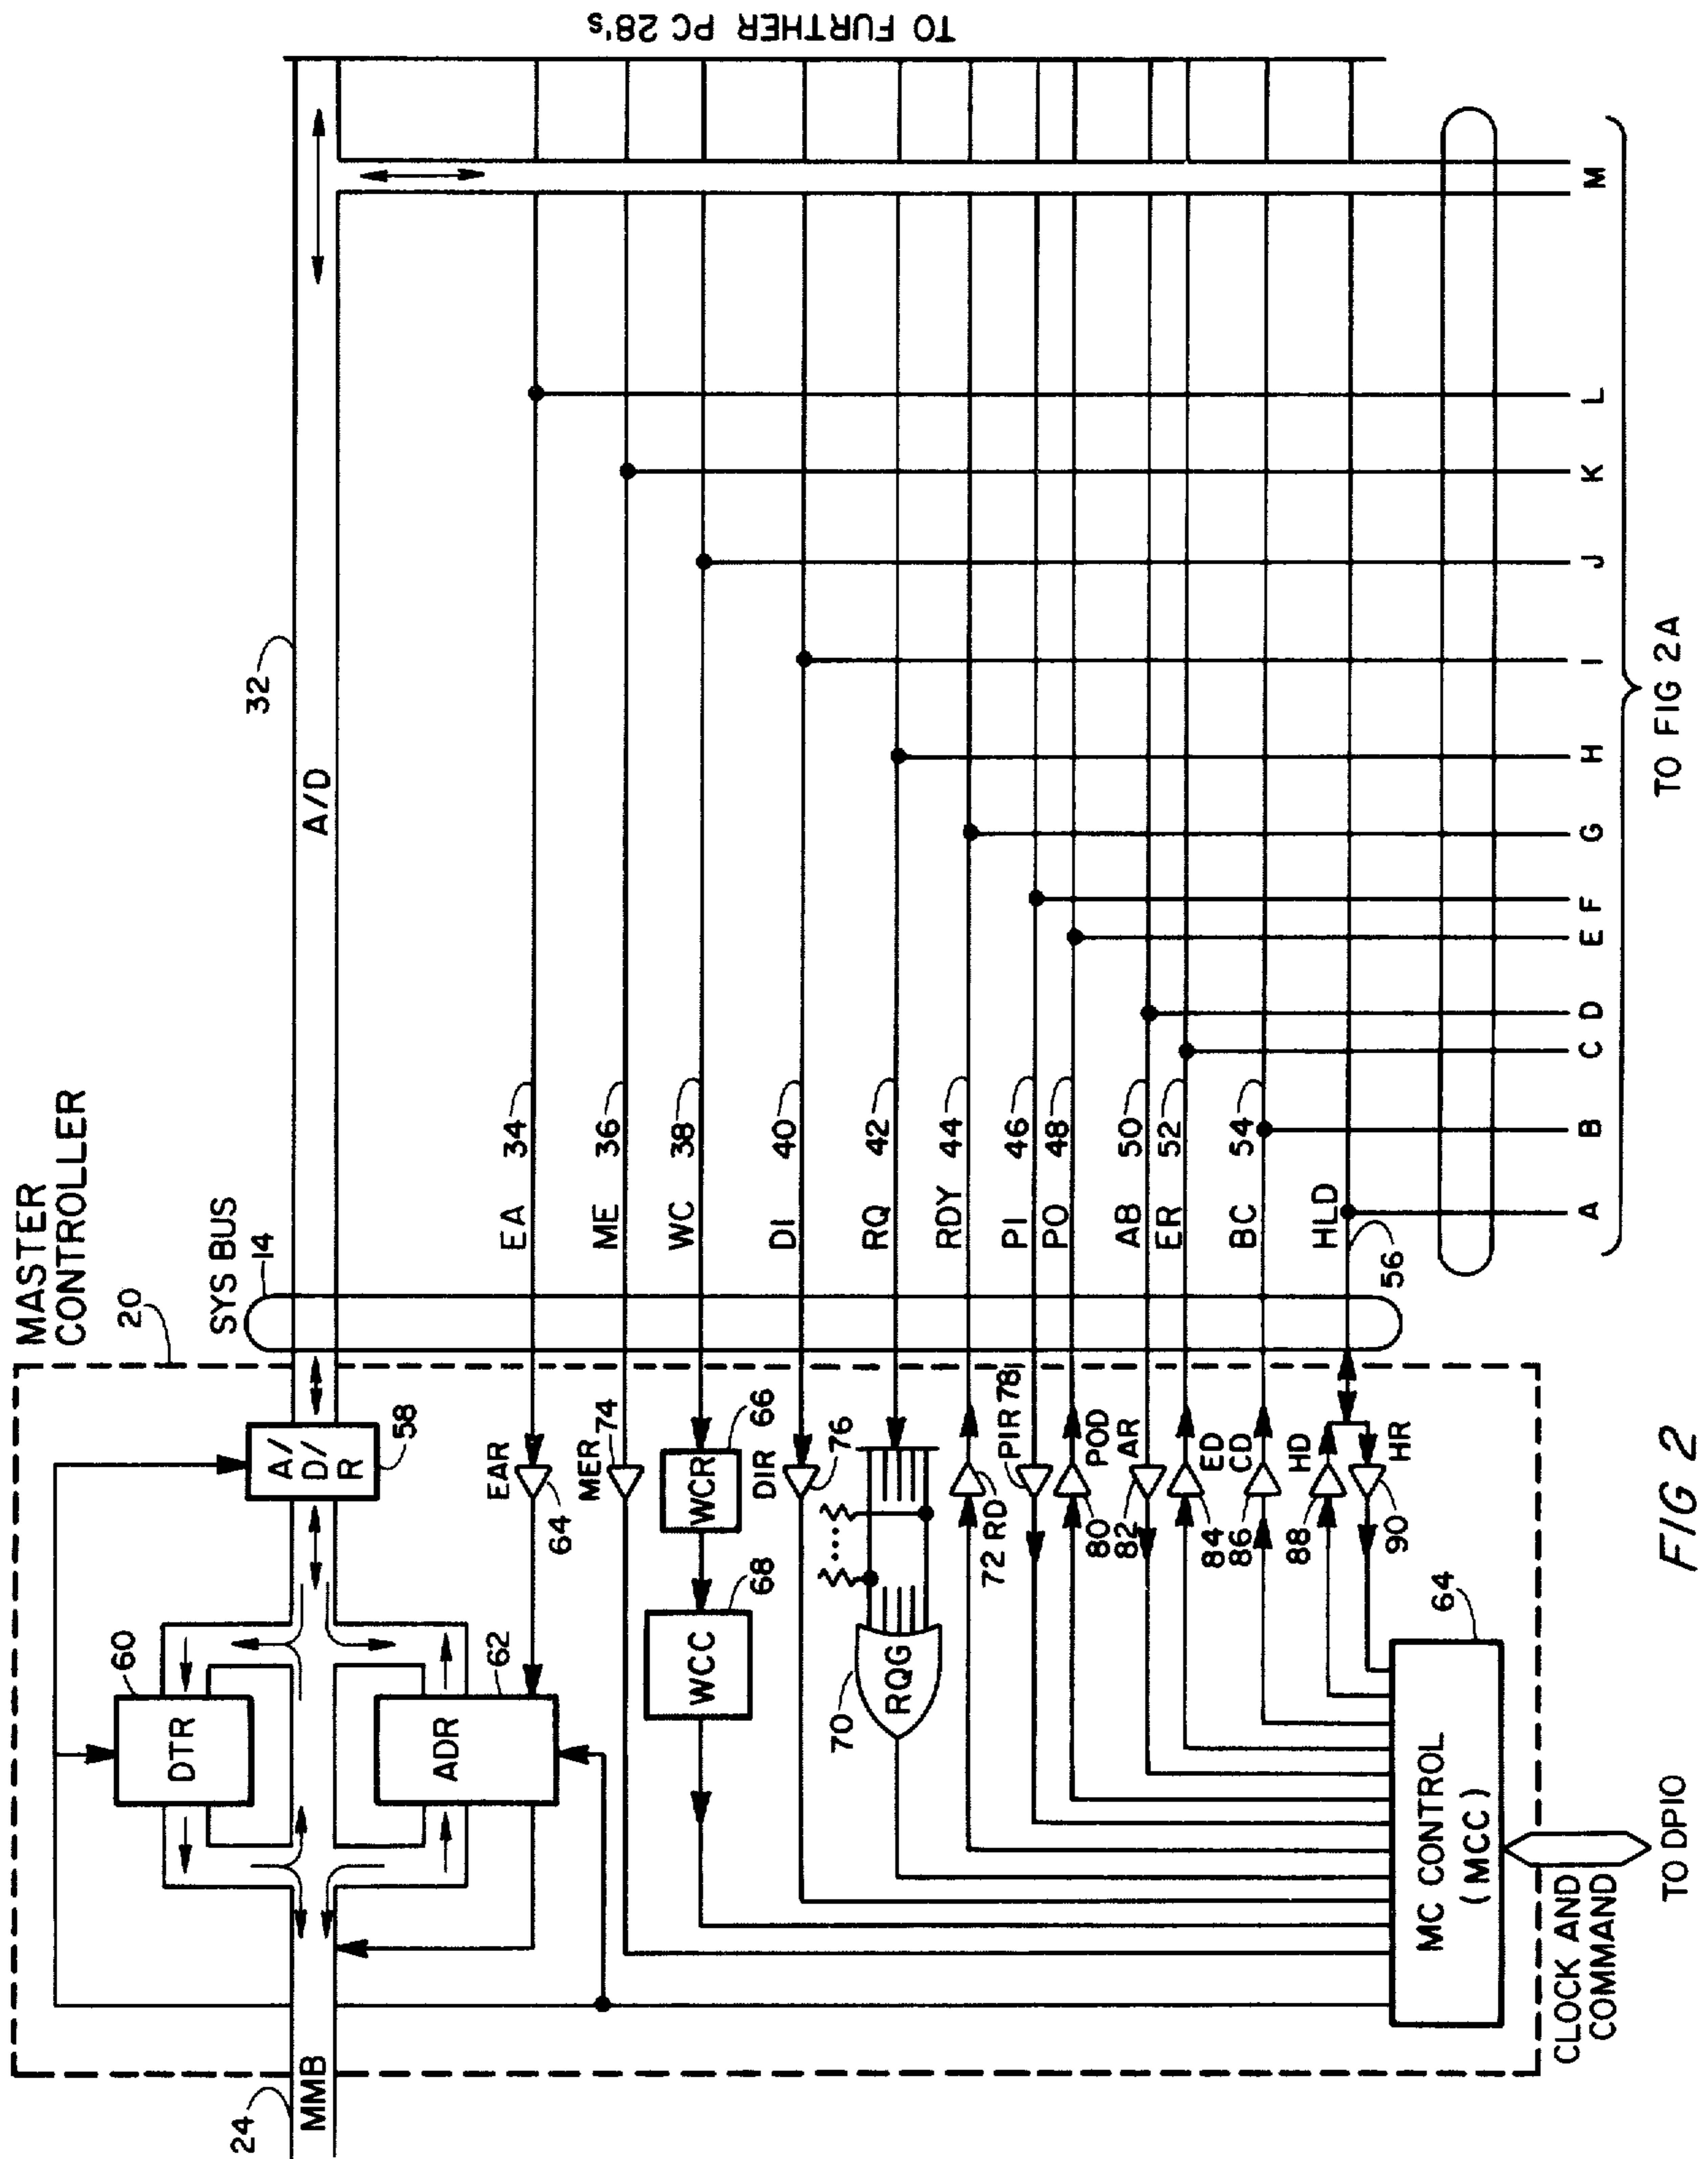 MASTER
CONTROLLER
20
SYS BUS
14
24
MMB
60
DTR
ADR
62
A/
D/
R
58
A/D
32
TO FURTHER PC 28's
EAR
64
EA
34
MER
74
ME
36
WCC
68
WCR
66
WC
38
DIR
76
DI
40
70
RQG
RQ
42
72 RD
RDY
44
PIR 78
PI
46
80
POD
PO
48
82
AR
AB
50
84
ED
ER
52
86
CD
BC
54
88
HD
HLD
56
90
HR
64
MC CONTROL
(MCC)
CLOCK AND
COMMAND
TO DPIO
A B C D E F G H I J K L M
TO FIG 2A
FIG 2